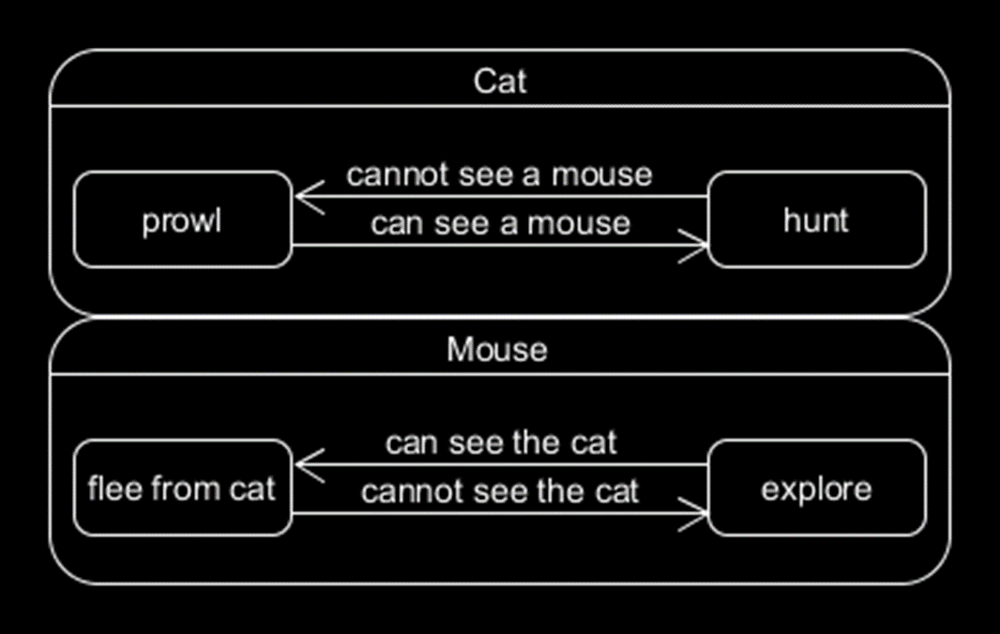 Cat
cannot see a mouse
prowl
can see a mouse
hunt
Mouse
can see the cat
flee from cat
cannot see the cat
explore